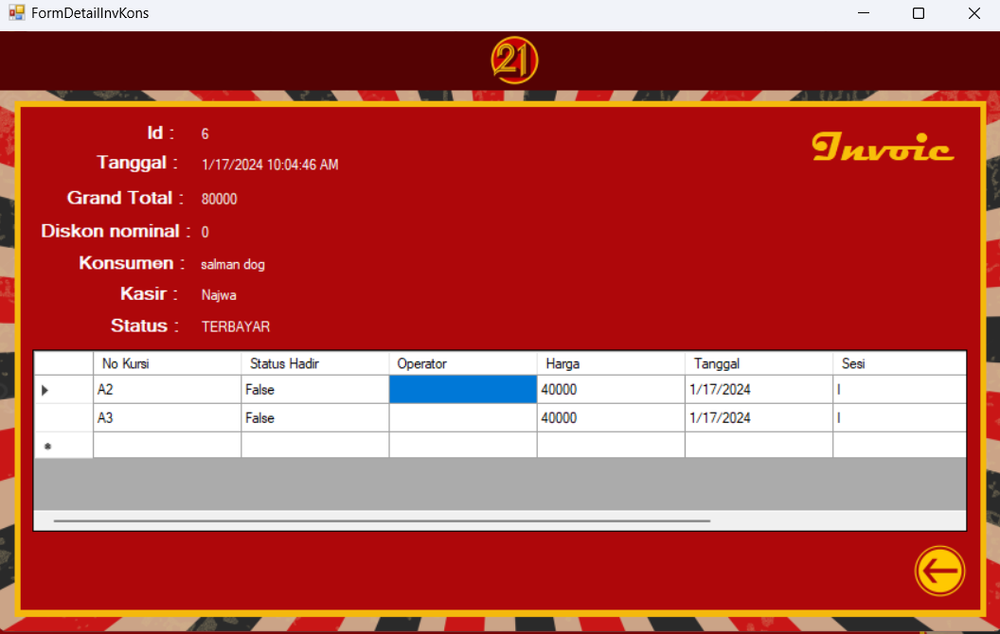 FormDetailInvKons
21
Id : 6
Invoic
Tanggal : 1/17/2024 10:04:46 AM
Grand Total : 80000
Diskon nominal : 0
Konsumen : salman dog
Kasir : Najwa
Status : TERBAYAR
No Kursi Status Hadir Operator Harga Tanggal Sesi
A2 False 40000 1/17/2024 I
A3 False 40000 1/17/2024 I